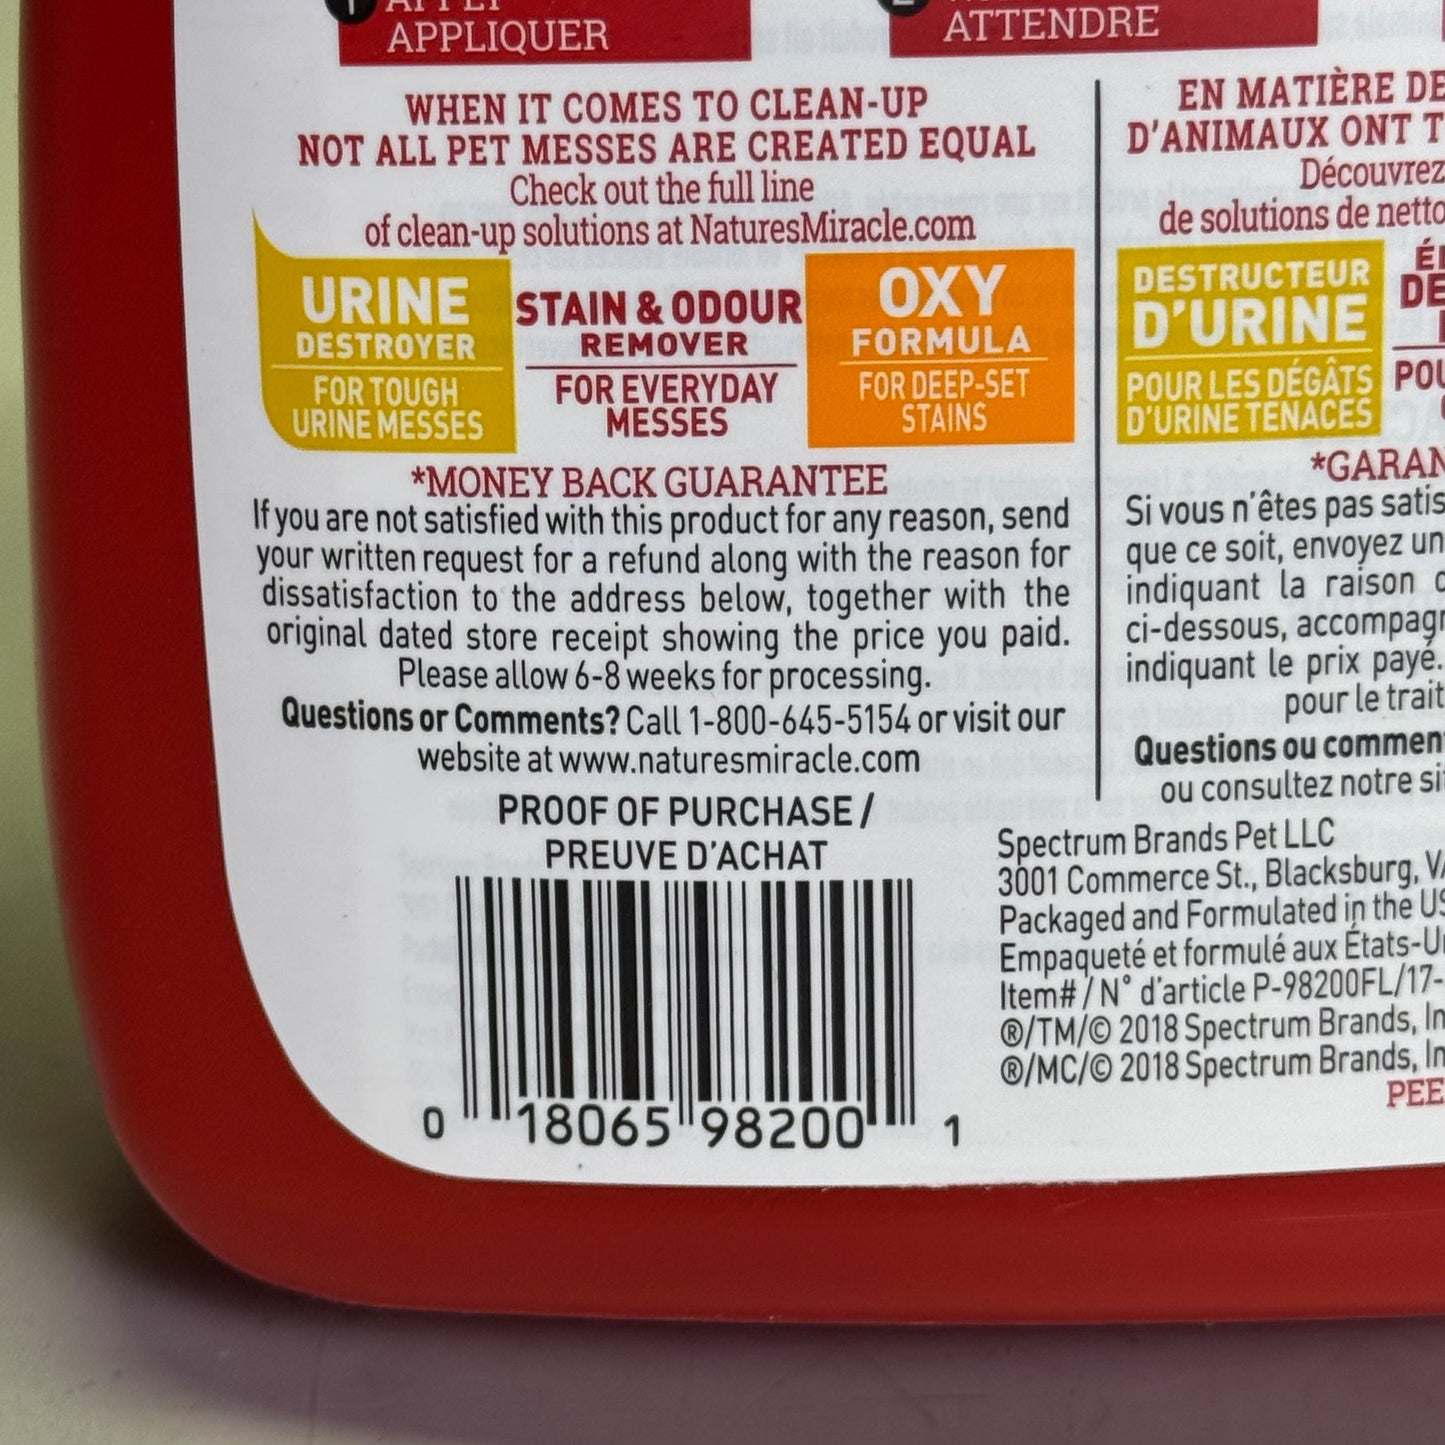 APPLIQUER
ATTENDRE
WHEN IT COMES TO CLEAN-UP
NOT ALL PET MESSES ARE CREATED EQUAL
Check out the full line
of clean-up solutions at NaturesMiracle.com
URINE
DESTROYER
FOR TOUGH
URINE MESSES
STAIN & ODOUR
REMOVER
FOR EVERYDAY
MESSES
OXY
FORMULA
FOR DEEP-SET
STAINS
*MONEY BACK GUARANTEE
If you are not satisfied with this product for any reason, send
your written request for a refund along with the reason for
dissatisfaction to the address below, together with the
original dated store receipt showing the price you paid.
Please allow 6-8 weeks for processing.
Questions or Comments? Call 1-800-645-5154 or visit our
website at www.naturesmiracle.com
PROOF OF PURCHASE /
PREUVE D'ACHAT
0 18065 98200 1
EN MATIÈRE DE
D'ANIMAUX ONT
Découvrez
de solutions de
DESTRUCTEUR
D'URINE
POUR LES DÉGÂTS
D'URINE TENACES
Si vous n'êtes pas
que ce soit, envoyez
indiquant la raison
ci-dessous,
indiquant le prix payé.
pour le
Questions ou
ou consultez notre
Spectrum Brands Pet LLC
3001 Commerce St., Blacksburg,
Packaged and Formulated in the
Empaqueté et formulé aux
Item# / N° d'article P-98200FL/17-
®/TM/© 2018 Spectrum Brands,
®/MC/© 2018 Spectrum Brands,